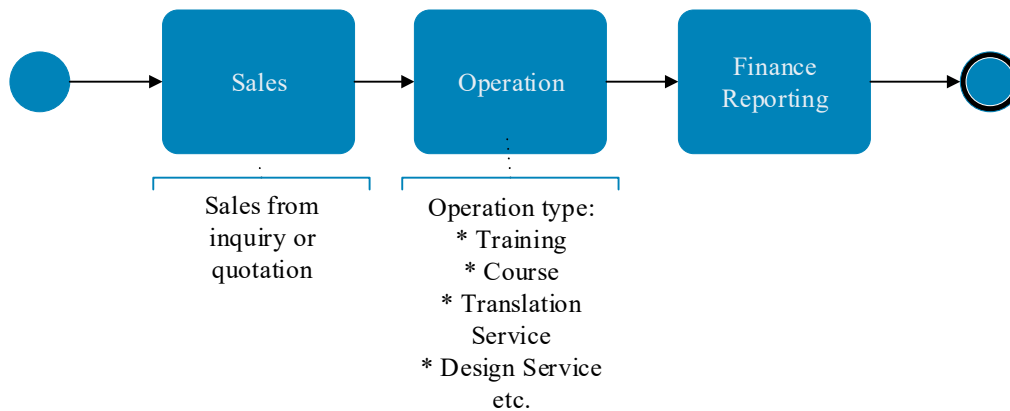 Sales
Operation
Finance
Reporting
Sales from
inquiry or
quotation
Operation type:
* Training
* Course
* Translation
Service
* Design Service
etc.